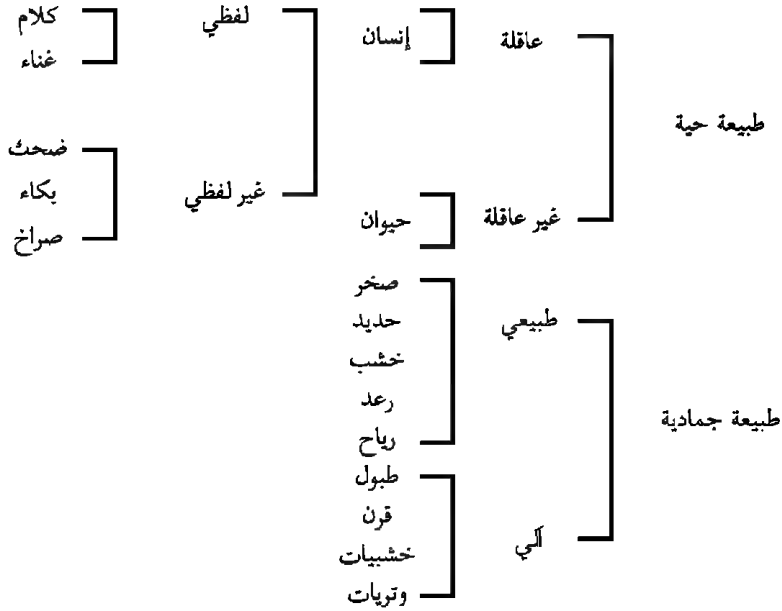 طبيعة حية
عاقلة
إنسان
لفظي
كلام
غناء
غير لفظي
ضحك
بكاء
صراخ
غير عاقلة
حيوان
طبيعة جمادية
طبيعي
صخر
حديد
خشب
رعد
رياح
آلي
طبول
قرن
خشبيات
وتريات